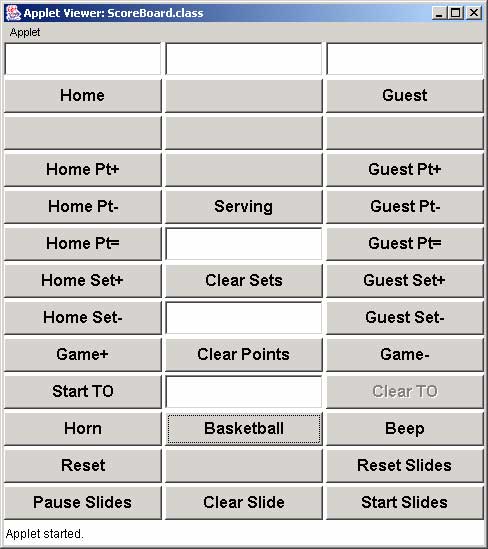 Applet Viewer: ScoreBoard.class
Applet
Home Guest
Home Pt+ Guest Pt+
Home Pt- Serving Guest Pt-
Home Pt= Guest Pt=
Home Set+ Clear Sets Guest Set+
Home Set- Guest Set-
Game+ Clear Points Game-
Start TO Clear TO
Horn Basketball Beep
Reset Reset Slides
Pause Slides Clear Slide Start Slides
Applet started.